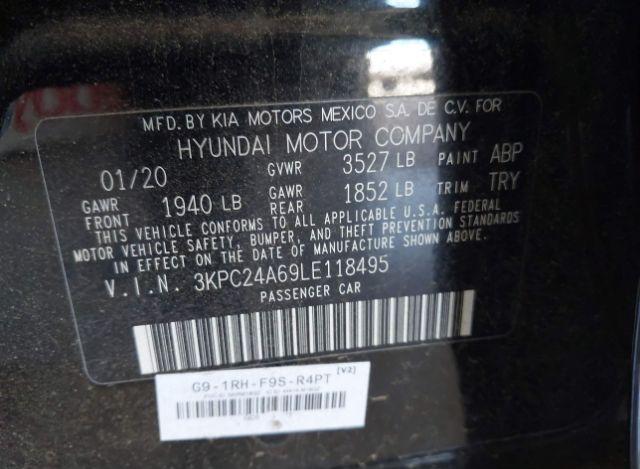 MFD. BY KIA MOTORS MEXICO S.A. DE C.V. FOR
HYUNDAI MOTOR COMPANY
01/20 GVWR 3527 LB PAINT ABP
GAWR FRONT 1940 LB GAWR REAR 1852 LB TRIM TRY
THIS VEHICLE CONFORMS TO ALL APPLICABLE U.S.A. FEDERAL
MOTOR VEHICLE SAFETY, BUMPER, AND THEFT PREVENTION STANDARDS
IN EFFECT ON THE DATE OF MANUFACTURE SHOWN ABOVE.
V.I.N. 3KPC24A69LE118495
PASSENGER CAR
G9-1RH-F9S-R4PT [V2]